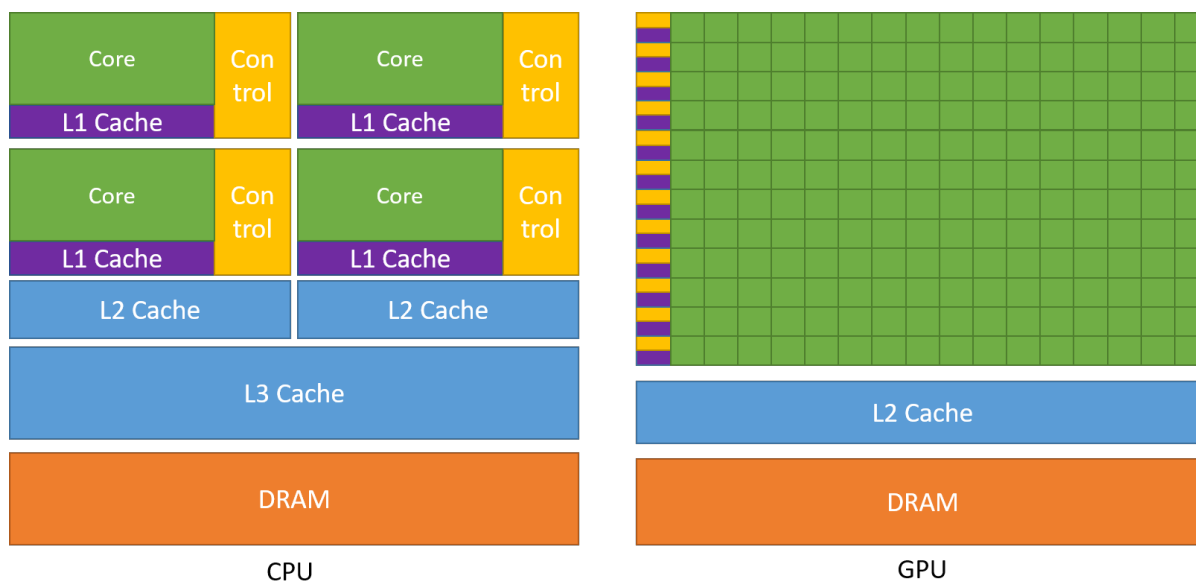 Core
Con
trol
L1 Cache
Core
Con
trol
L1 Cache
Core
Con
trol
L1 Cache
Core
Con
trol
L1 Cache
L2 Cache
L2 Cache
L3 Cache
DRAM
CPU
L2 Cache
DRAM
GPU